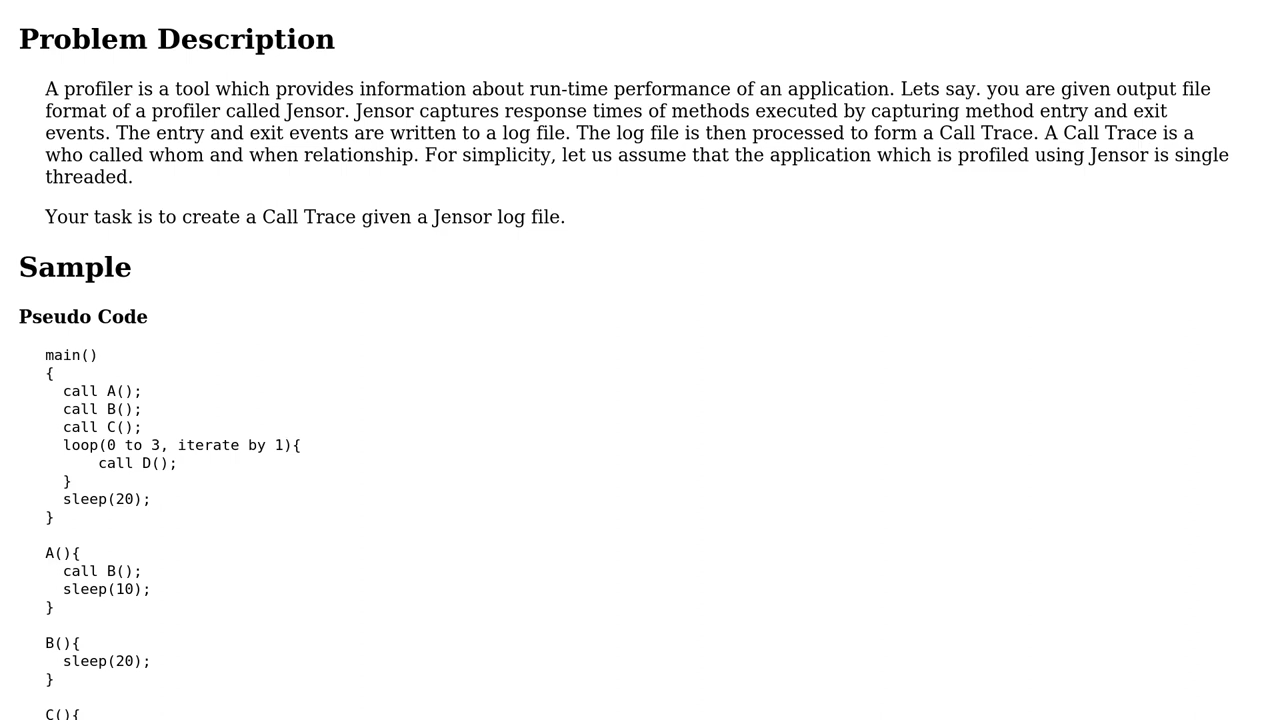 Problem Description
A profiler is a tool which provides information about run-time performance of an application. Lets say. you are given output file
format of a profiler called Jensor. Jensor captures response times of methods executed by capturing method entry and exit
events. The entry and exit events are written to a log file. The log file is then processed to form a Call Trace. A Call Trace is a
who called whom and when relationship. For simplicity, let us assume that the application which is profiled using Jensor is single
threaded.
Your task is to create a Call Trace given a Jensor log file.
Sample
Pseudo Code
main()
{
  call A();
  call B();
  call C();
  loop(0 to 3, iterate by 1){
      call D();
  }
  sleep(20);
}
A(){
  call B();
  sleep(10);
}
B(){
  sleep(20);
}
C(){